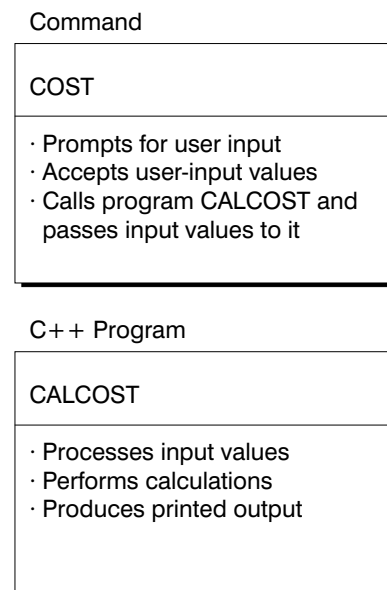 Command
COST
· Prompts for user input
· Accepts user-input values
· Calls program CALCOST and
passes input values to it
C++ Program
CALCOST
· Processes input values
· Performs calculations
· Produces printed output